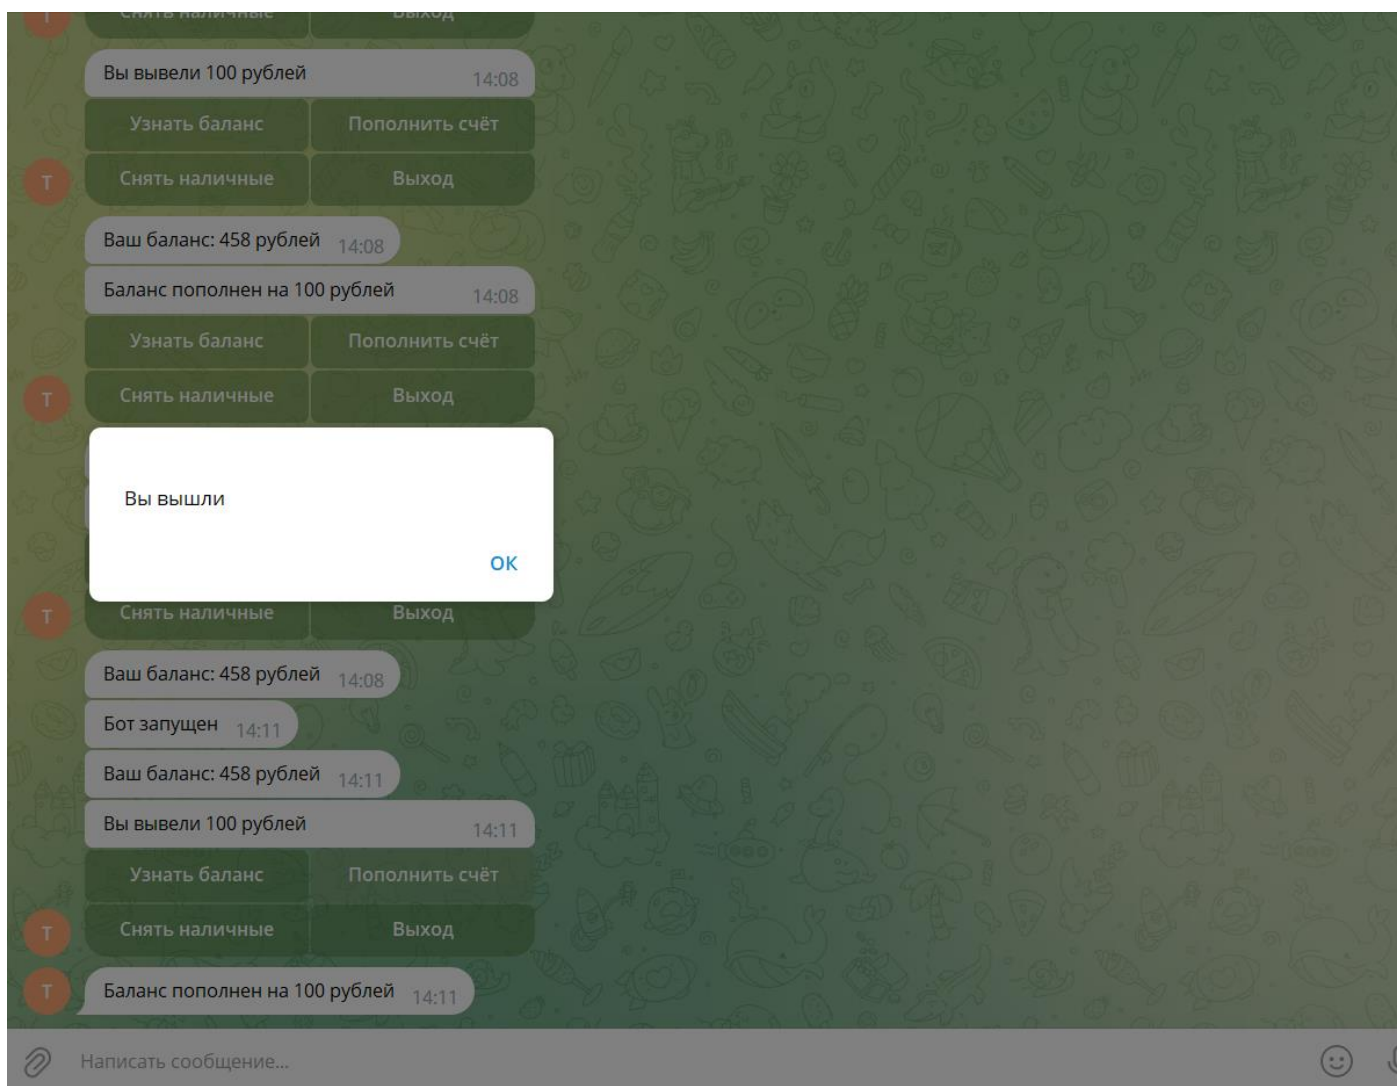 Т
Снять наличные Выход
Вы вывели 100 рублей 14:08
Узнать баланс Пополнить счёт
Т
Снять наличные Выход
Ваш баланс: 458 рублей 14:08
Баланс пополнен на 100 рублей 14:08
Узнать баланс Пополнить счёт
Т
Снять наличные Выход
Вы вышли
ОК
Т
Снять наличные Выход
Ваш баланс: 458 рублей 14:08
Бот запущен 14:11
Ваш баланс: 458 рублей 14:11
Вы вывели 100 рублей 14:11
Узнать баланс Пополнить счёт
Т
Снять наличные Выход
Т
Баланс пополнен на 100 рублей 14:11
Написать сообщение...